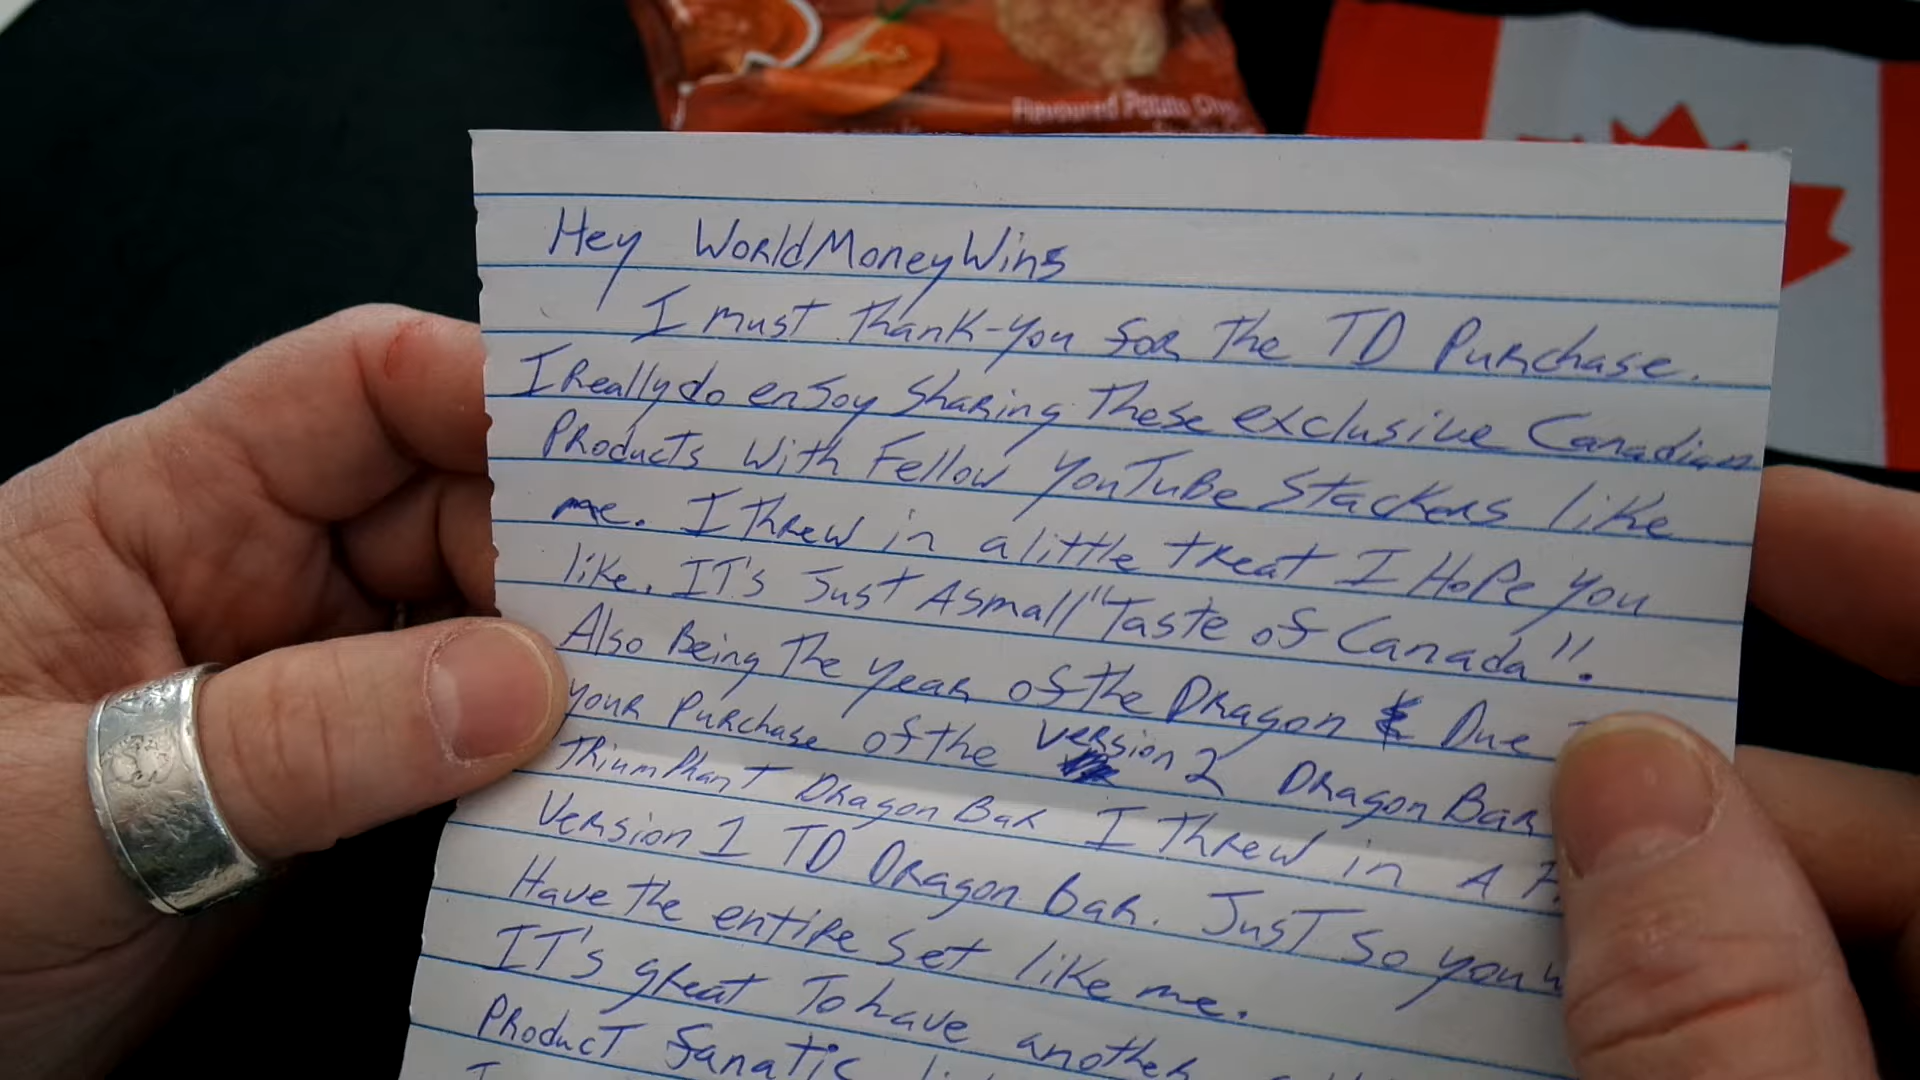 Flavoured Potato Chips
Hey WorldMoneyWins
I must thank-you for the TD Purchase.
I Really do enjoy sharing these exclusive Canadian
Products with Fellow YouTube Stackers like
me. I threw in a little treat I Hope you
like. IT's Just A small "Taste of Canada".
Also Being the year of the Dragon & Due
your Purchase of the version 2 Dragon Bar
Triumphant Dragon Bar I threw in A
Version 1 TD Dragon bar. Just so you
Have the entire set like me.
IT's great To have another
Product fanatic
I